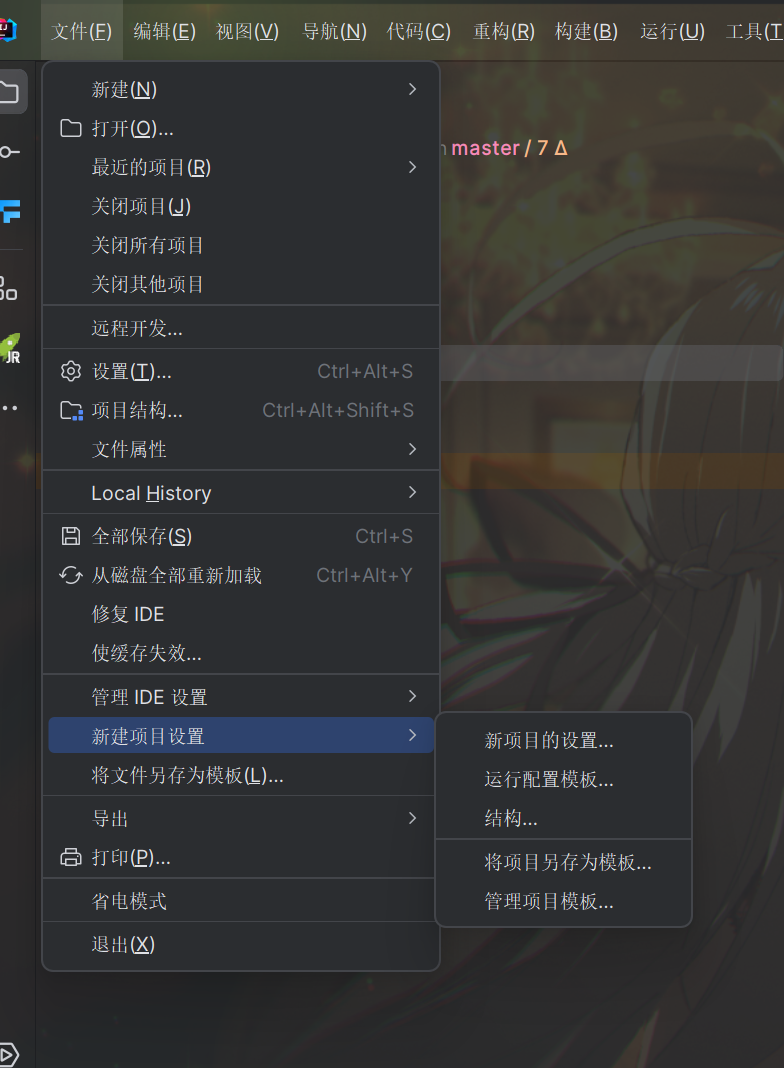 文件(F) 编辑(E) 视图(V) 导航(N) 代码(C) 重构(R) 构建(B) 运行(U) 工具(T
新建(N)
打开(O)...
master / 7 Δ
最近的项目(R)
关闭项目(J)
关闭所有项目
关闭其他项目
远程开发...
JR
设置(T)... Ctrl+Alt+S
项目结构... Ctrl+Alt+Shift+S
文件属性
Local History
全部保存(S) Ctrl+S
从磁盘全部重新加载 Ctrl+Alt+Y
修复 IDE
使缓存失效...
管理 IDE 设置
新建项目设置
将文件另存为模板(L)...
导出
打印(P)...
省电模式
退出(X)
新项目的设置...
运行配置模板...
结构...
将项目另存为模板...
管理项目模板...